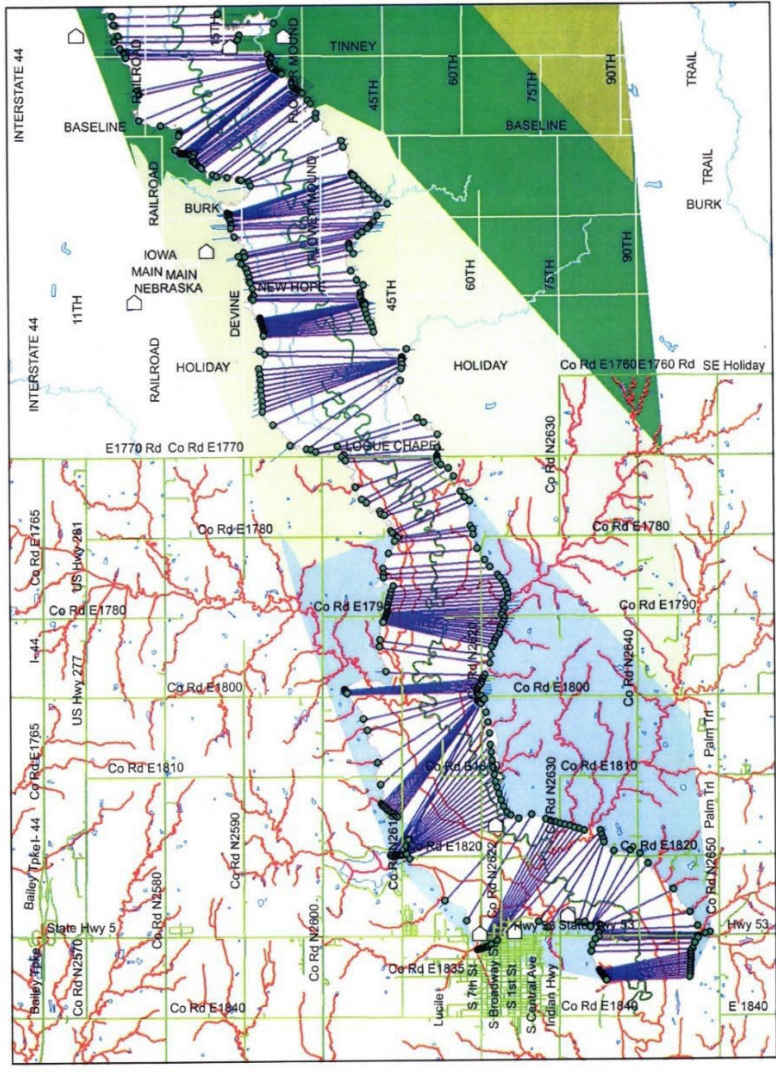 INTERSTATE 44
RAILROAD
15TH
FLOWER MOUND
TINNEY
45TH
60TH
75TH
90TH
TRAIL
BASELINE
BASELINE
RAILROAD
BURK
FLOWER MOUND
TRAIL
BURK
IOWA
MAIN
MAIN
NEBRASKA
11TH
DEVINE
NEW HOPE
45TH
60TH
75TH
90TH
INTERSTATE 44
RAILROAD
HOLIDAY
HOLIDAY
Co Rd E1760
E1760 Rd
SE Holiday
E1770 Rd
Co Rd E1770
LOGUE CHAPEL
Co Rd N2630
Co Rd E1765
US Hwy 281
Co Rd E1780
Co Rd E1780
Co Rd E1780
I-44
Co Rd E1790
US Hwy 277
Co Rd E1800
Co Rd E1800
Co Rd N2640
Co Rd E1765
Co Rd E1810
Co Rd E1810
Co Rd N2630
Palm Trl
Palm Trl
Bailey Tpke I- 44
Co Rd N2590
Co Rd N2610
Co Rd E1820
Co Rd N2622
Co Rd E1820
Co Rd N2650
State Hwy 5
Co Rd N2580
Co Rd N2600
Hwy 53
Bailey Tpke
Co Rd N2570
Co Rd E1835
Lucile
S 7th St
S Broadway St
S 1st St
S Central Ave
Indian Hwy
Co Rd E1840
Co Rd E1840
E 1840